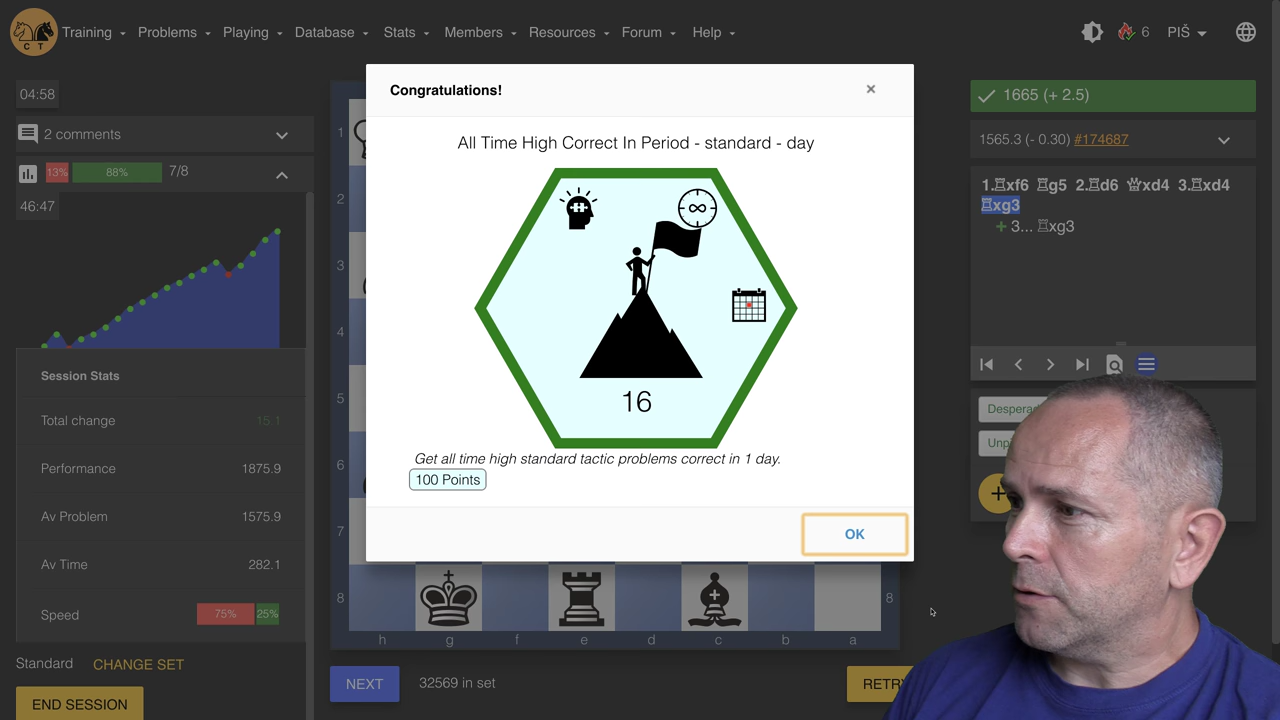 C T
Training
Problems
Playing
Database
Stats
Members
Resources
Forum
Help
6
PIŠ
04:58
2 comments
13%
88%
7/8
46:47
Session Stats
Total change 15.1
Performance 1875.9
Av Problem 1575.9
Av Time 282.1
Speed 75% 25%
Standard CHANGE SET
END SESSION
Congratulations!
×
All Time High Correct In Period - standard - day
16
Get all time high standard tactic problems correct in 1 day.
100 Points
OK
1
2
3
4
5
6
7
8
8
h g f e d c b a
NEXT
32569 in set
RETRY
1665 (+ 2.5)
1565.3 (- 0.30) #174687
1.♖xf6 ♖g5 2.♖d6 ♕xd4 3.♖xd4
♖xg3
+ 3... ♖xg3